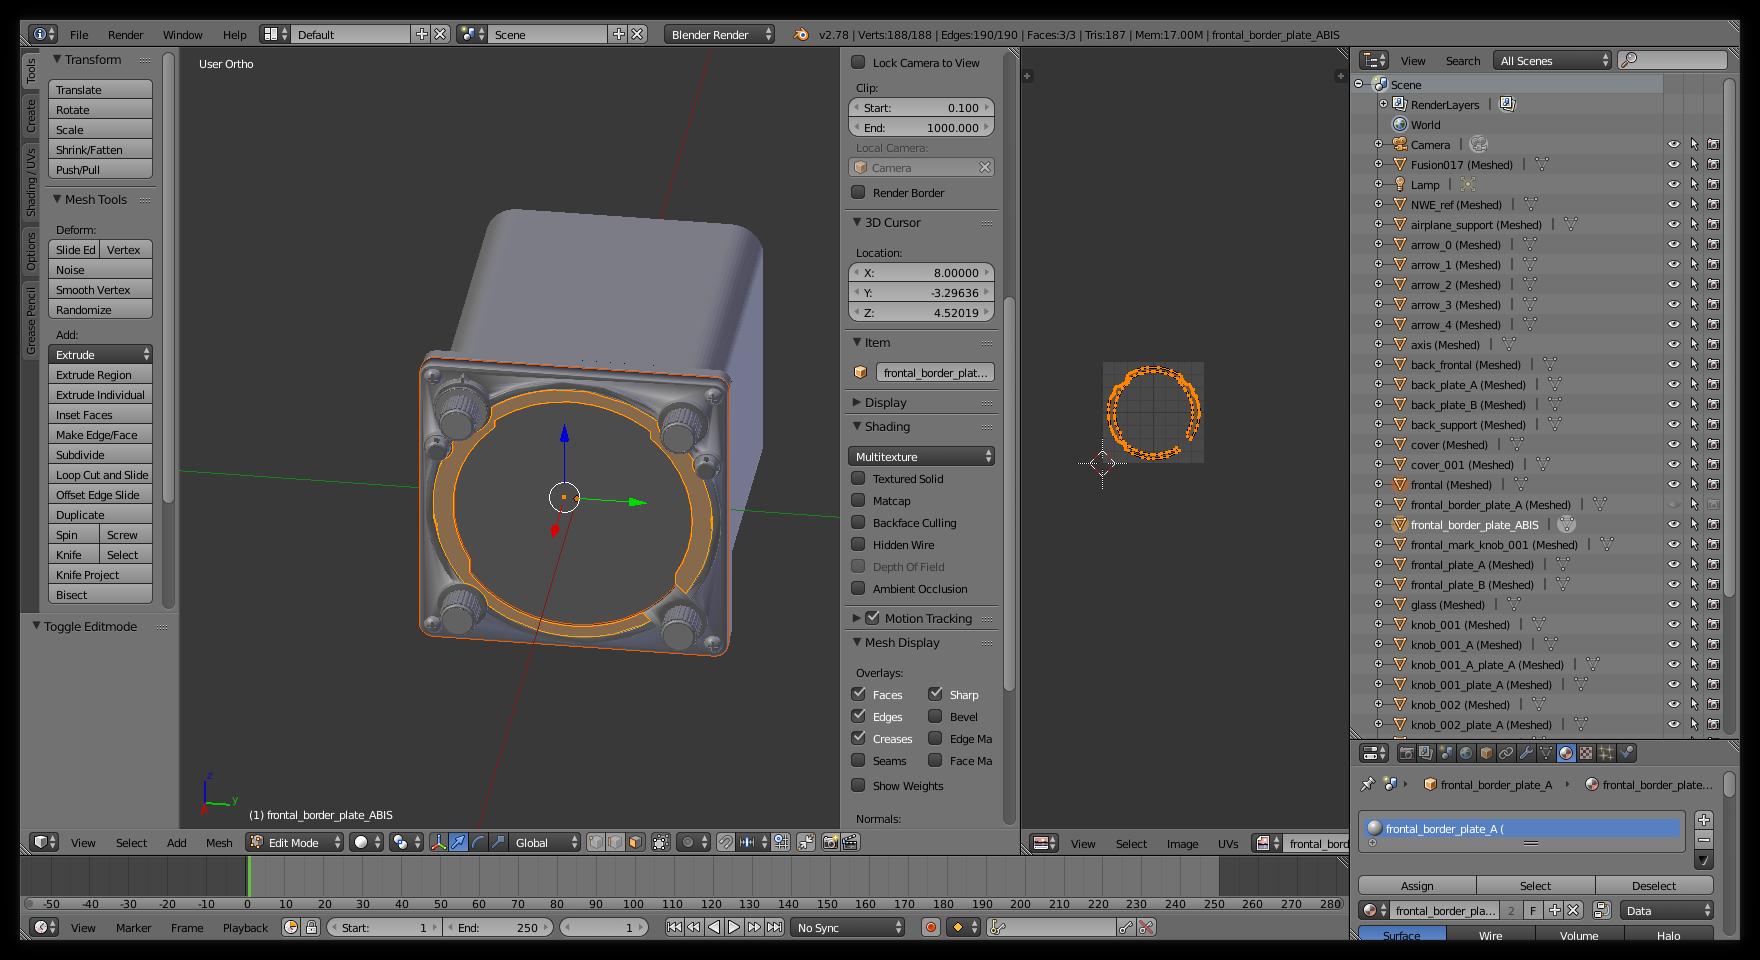 File Render Window Help Default Scene Blender Render v2.78 | Verts:188/188 | Edges:190/190 | Faces:3/3 | Tris:187 | Mem:17.00M | frontal_border_plate_ABIS
Tools
Create
Shading / UVs
Options
Grease Pencil
Transform
Translate
Rotate
Scale
Shrink/Fatten
Push/Pull
Mesh Tools
Deform:
Slide Ed Vertex
Noise
Smooth Vertex
Randomize
Add:
Extrude
Extrude Region
Extrude Individual
Inset Faces
Make Edge/Face
Subdivide
Loop Cut and Slide
Offset Edge Slide
Duplicate
Spin Screw
Knife Select
Knife Project
Bisect
Toggle Editmode
User Ortho
z
y
(1) frontal_border_plate_ABIS
Lock Camera to View
Clip:
Start: 0.100
End: 1000.000
Local Camera:
Camera
Render Border
3D Cursor
Location:
X: 8.00000
Y: -3.29636
Z: 4.52019
Item
frontal_border_plat...
Display
Shading
Multitexture
Textured Solid
Matcap
Backface Culling
Hidden Wire
Depth Of Field
Ambient Occlusion
Motion Tracking
Mesh Display
Overlays:
Faces Sharp
Edges Bevel
Creases Edge Ma
Seams Face Ma
Show Weights
Normals:
View Select Add Mesh Edit Mode Global
View Select Image UVs frontal_bord
View Search All Scenes
Scene
RenderLayers |
World
Camera |
Fusion017 (Meshed) |
Lamp |
NWE_ref (Meshed) |
airplane_support (Meshed) |
arrow_0 (Meshed) |
arrow_1 (Meshed) |
arrow_2 (Meshed) |
arrow_3 (Meshed) |
arrow_4 (Meshed) |
axis (Meshed) |
back_frontal (Meshed) |
back_plate_A (Meshed) |
back_plate_B (Meshed) |
back_support (Meshed) |
cover (Meshed) |
cover_001 (Meshed) |
frontal (Meshed) |
frontal_border_plate_A (Meshed) |
frontal_border_plate_ABIS |
frontal_mark_knob_001 (Meshed) |
frontal_plate_A (Meshed) |
frontal_plate_B (Meshed) |
glass (Meshed) |
knob_001 (Meshed) |
knob_001_A (Meshed) |
knob_001_A_plate_A (Meshed) |
knob_001_plate_A (Meshed) |
knob_002 (Meshed) |
knob_002_plate_A (Meshed) |
frontal_border_plate_A frontal_border_plate...
frontal_border_plate_A (
Assign Select Deselect
frontal_border_pla... 2 F Data
Surface Wire Volume Halo
-50 -40 -30 -20 -10 0 10 20 30 40 50 60 70 80 90 100 110 120 130 140 150 160 170 180 190 200 210 220 230 240 250 260 270 280
View Marker Frame Playback Start: 1 End: 250 1 No Sync